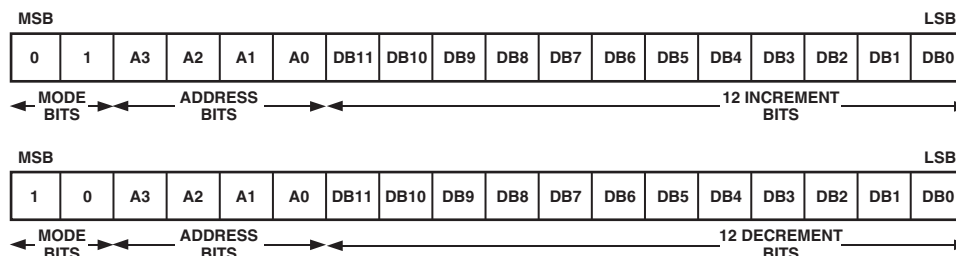 MSB LSB
0 1 A3 A2 A1 A0 DB11 DB10 DB9 DB8 DB7 DB6 DB5 DB4 DB3 DB2 DB1 DB0
MODE BITS ADDRESS BITS 12 INCREMENT BITS
MSB LSB
1 0 A3 A2 A1 A0 DB11 DB10 DB9 DB8 DB7 DB6 DB5 DB4 DB3 DB2 DB1 DB0
MODE BITS ADDRESS BITS 12 DECREMENT BITS